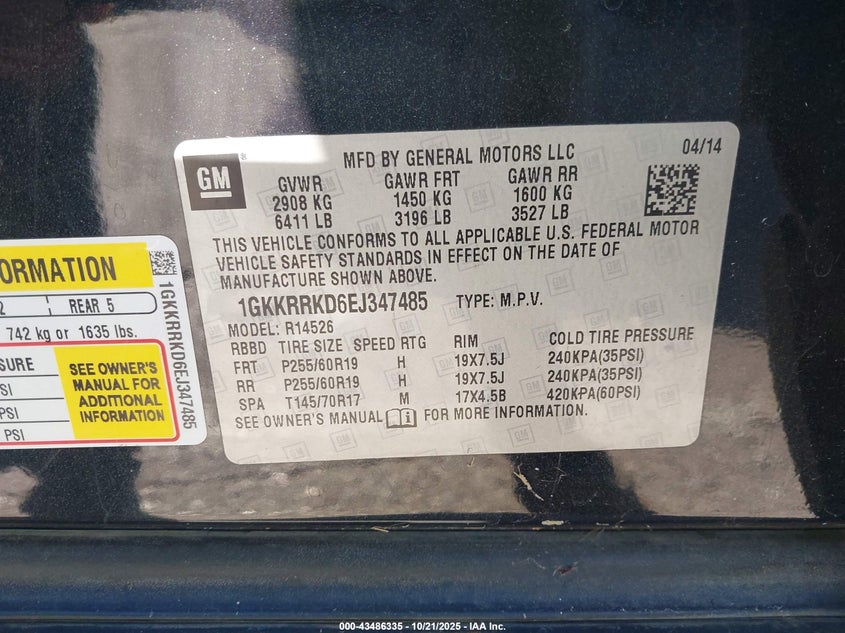 GM
MFD BY GENERAL MOTORS LLC 04/14
GVWR GAWR FRT GAWR RR
2908 KG 1450 KG 1600 KG
6411 LB 3196 LB 3527 LB
THIS VEHICLE CONFORMS TO ALL APPLICABLE U.S. FEDERAL MOTOR
VEHICLE SAFETY STANDARDS IN EFFECT ON THE DATE OF
MANUFACTURE SHOWN ABOVE.
1GKKRRKD6EJ347485 TYPE: M.P.V.
MODEL: R14526
RBBD TIRE SIZE SPEED RTG RIM COLD TIRE PRESSURE
FRT P255/60R19 H 19X7.5J 240KPA(35PSI)
RR P255/60R19 H 19X7.5J 240KPA(35PSI)
SPA T145/70R17 M 17X4.5B 420KPA(60PSI)
SEE OWNER'S MANUAL FOR MORE INFORMATION.
ORMATION
2 REAR 5
742 kg or 1635 lbs.
SURE
PSI
PSI
PSI
SEE OWNER'S
MANUAL FOR
ADDITIONAL
INFORMATION
1GKKRRKD6EJ347485
000-43486335 - 10/21/2025 - IAA Inc.